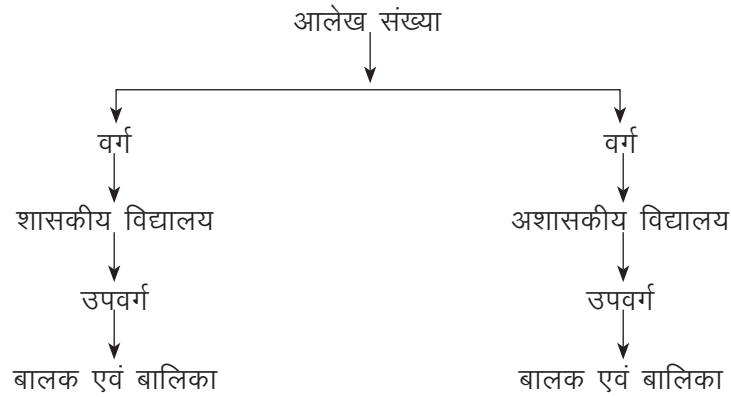 आलेख संख्या
वर्ग वर्ग
शासकीय विद्यालय अशासकीय विद्यालय
उपवर्ग उपवर्ग
बालक एवं बालिका बालक एवं बालिका